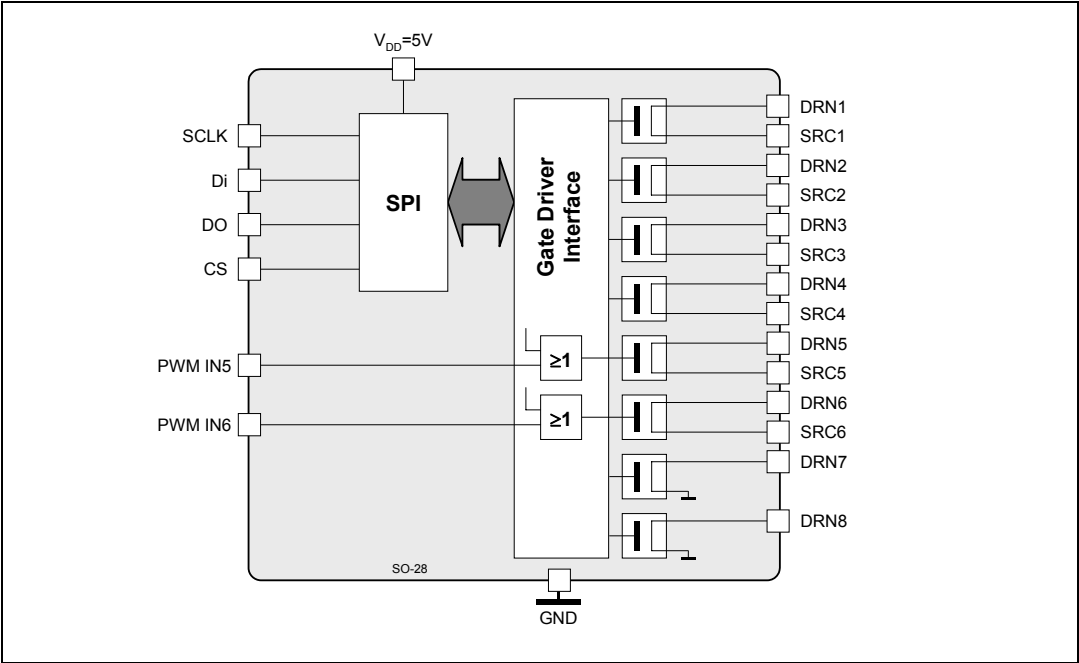 V_DD=5V
SCLK
Di
DO
CS
PWM IN5
PWM IN6
SPI
Gate Driver
Interface
≥1
≥1
DRN1
SRC1
DRN2
SRC2
DRN3
SRC3
DRN4
SRC4
DRN5
SRC5
DRN6
SRC6
DRN7
DRN8
SO-28
GND